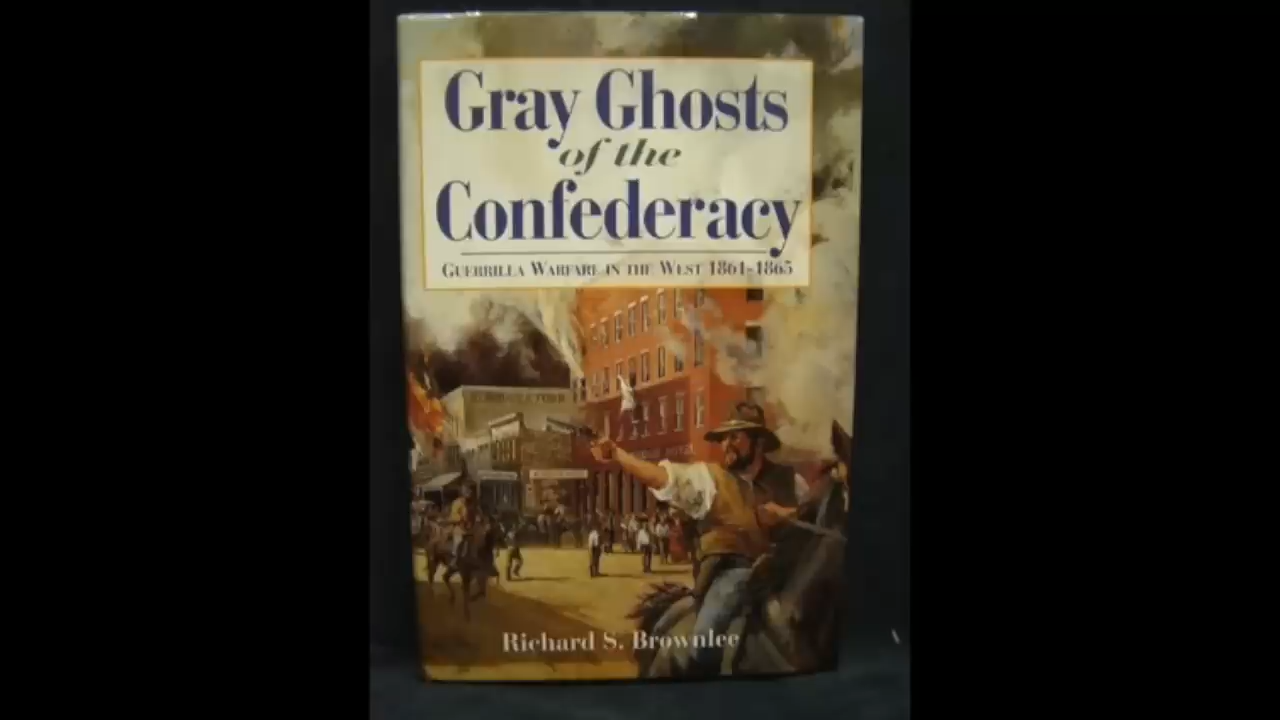 Gray Ghosts
of the
Confederacy
GUERRILLA WARFARE IN THE WEST 1861-1865
Richard S. Brownlee